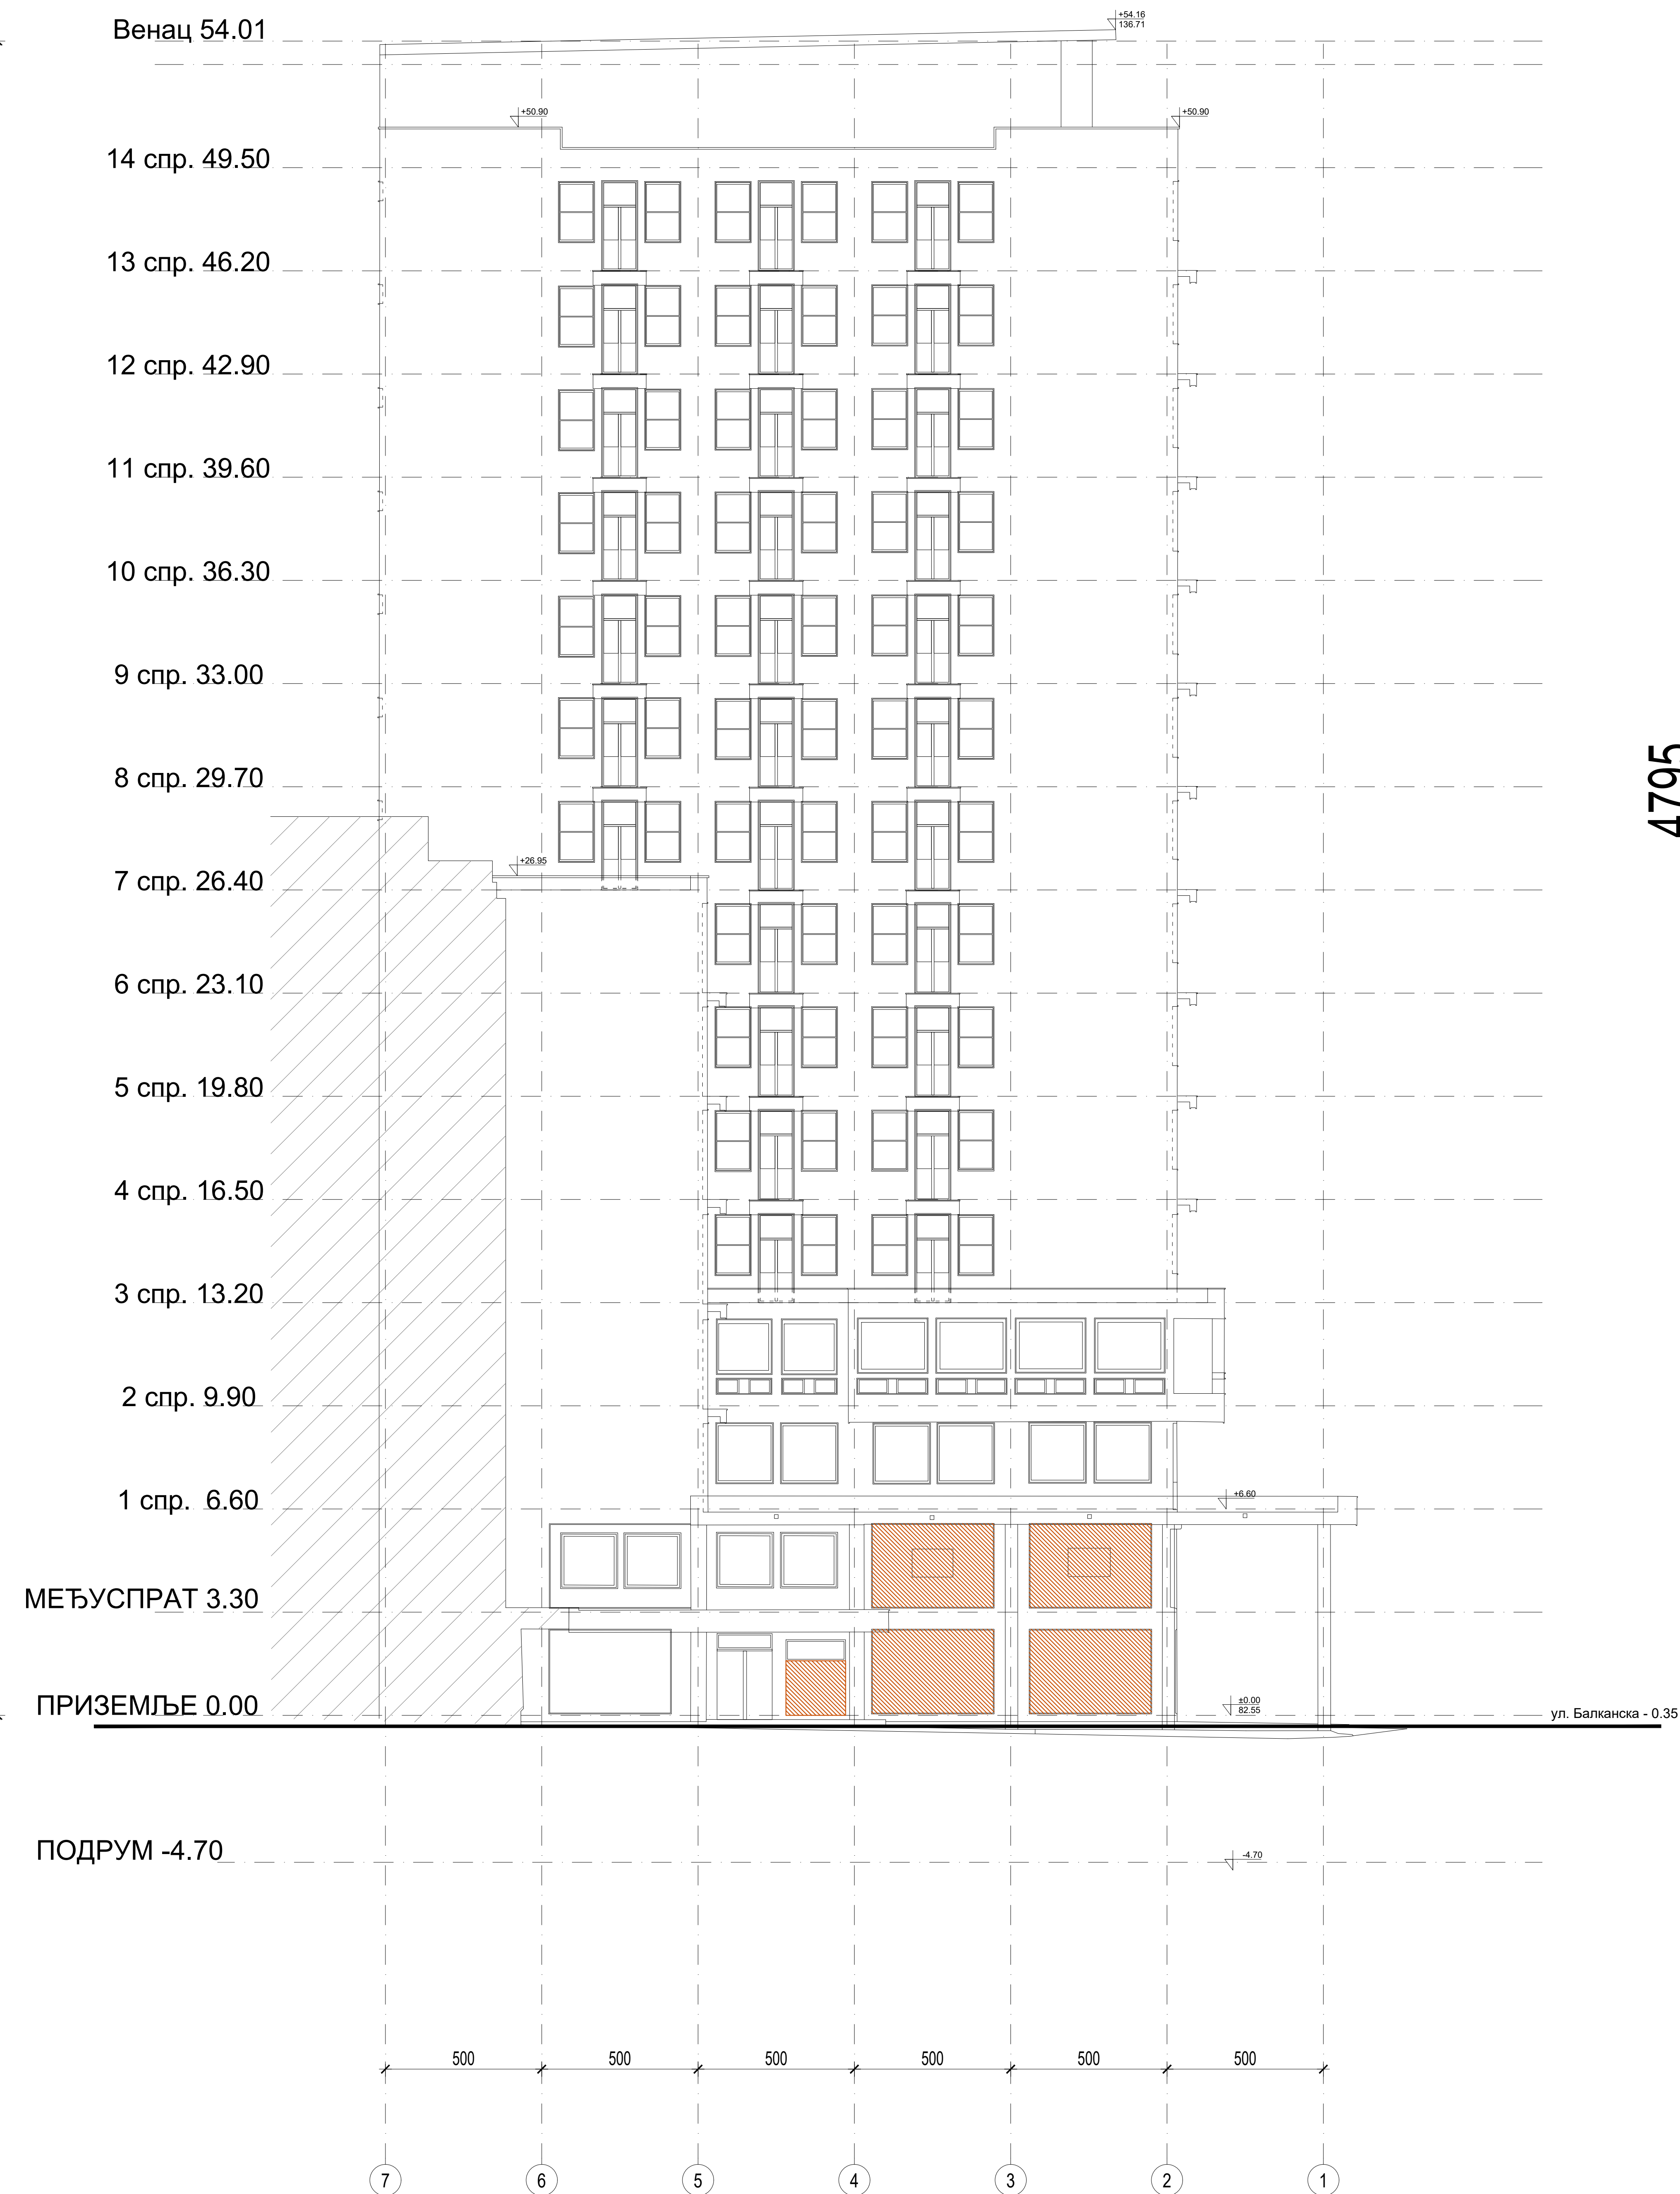 Венац 54.01
+54.16
136.71
+50.90
+50.90
14 спр. 49.50
13 спр. 46.20
12 спр. 42.90
11 спр. 39.60
10 спр. 36.30
9 спр. 33.00
8 спр. 29.70
4795
+26.95
7 спр. 26.40
6 спр. 23.10
5 спр. 19.80
4 спр. 16.50
3 спр. 13.20
2 спр. 9.90
1 спр. 6.60
+6.60
МЕЂУСПРАТ 3.30
ПРИЗЕМЉЕ 0.00
±0.00
82.55
ул. Балканска - 0.35
ПОДРУМ -4.70
-4.70
500 500 500 500 500 500
7 6 5 4 3 2 1